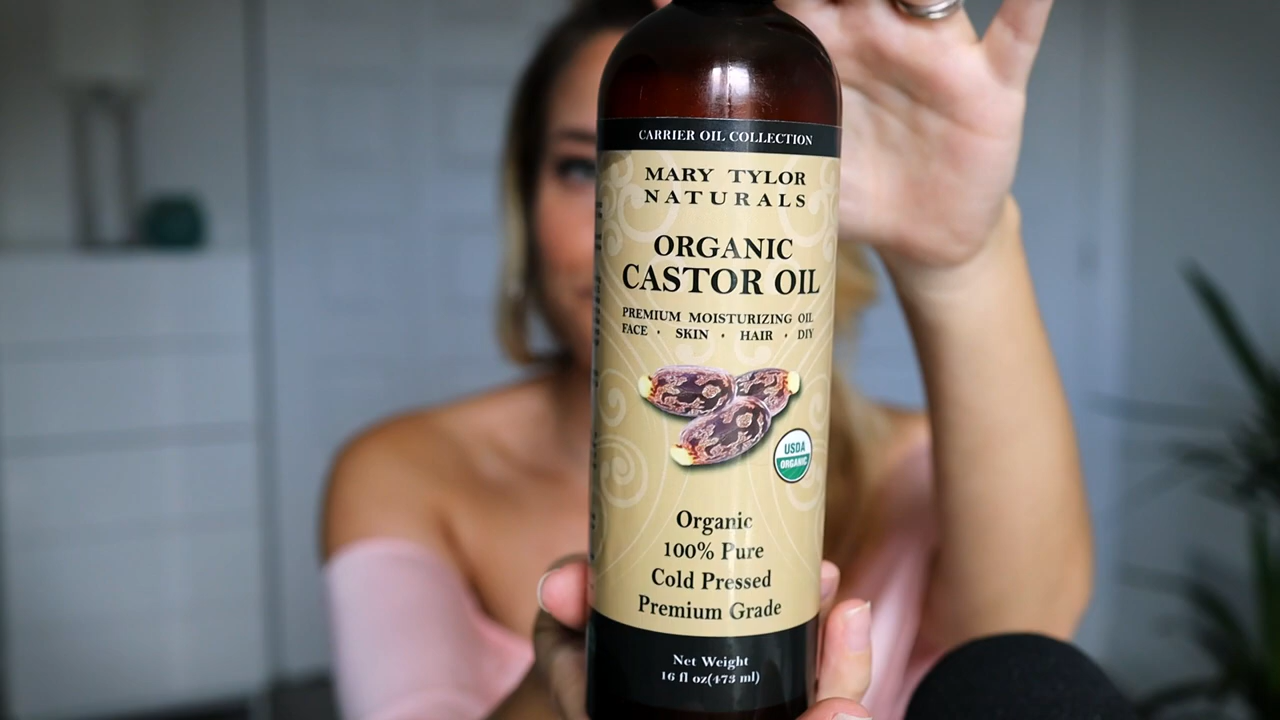 CARRIER OIL COLLECTION
MARY TYLOR
NATURALS
ORGANIC
CASTOR OIL
PREMIUM MOISTURIZING OIL
FACE · SKIN · HAIR · DIY
USDA
ORGANIC
Organic
100% Pure
Cold Pressed
Premium Grade
Net Weight
16 fl oz(473 ml)